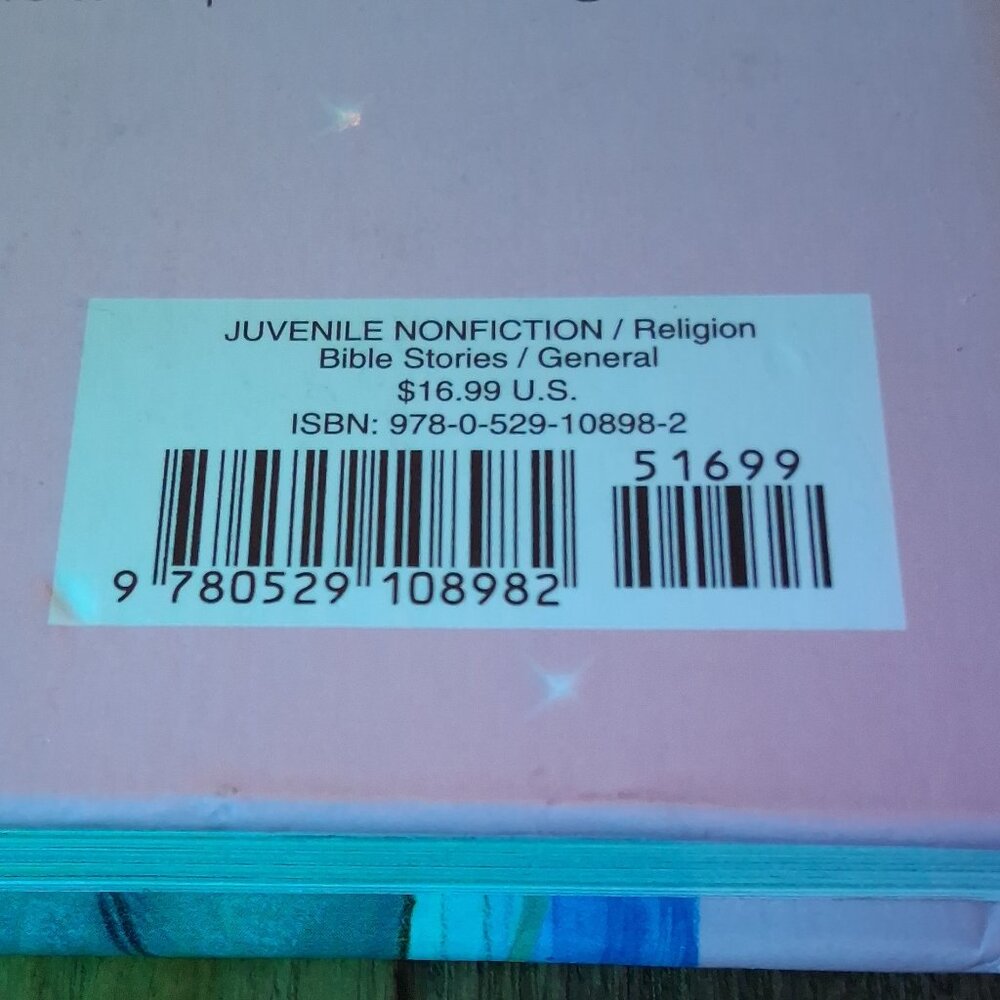 JUVENILE NONFICTION / Religion
Bible Stories / General
$16.99 U.S.
ISBN: 978-0-529-10898-2
51699
9 780529 108982